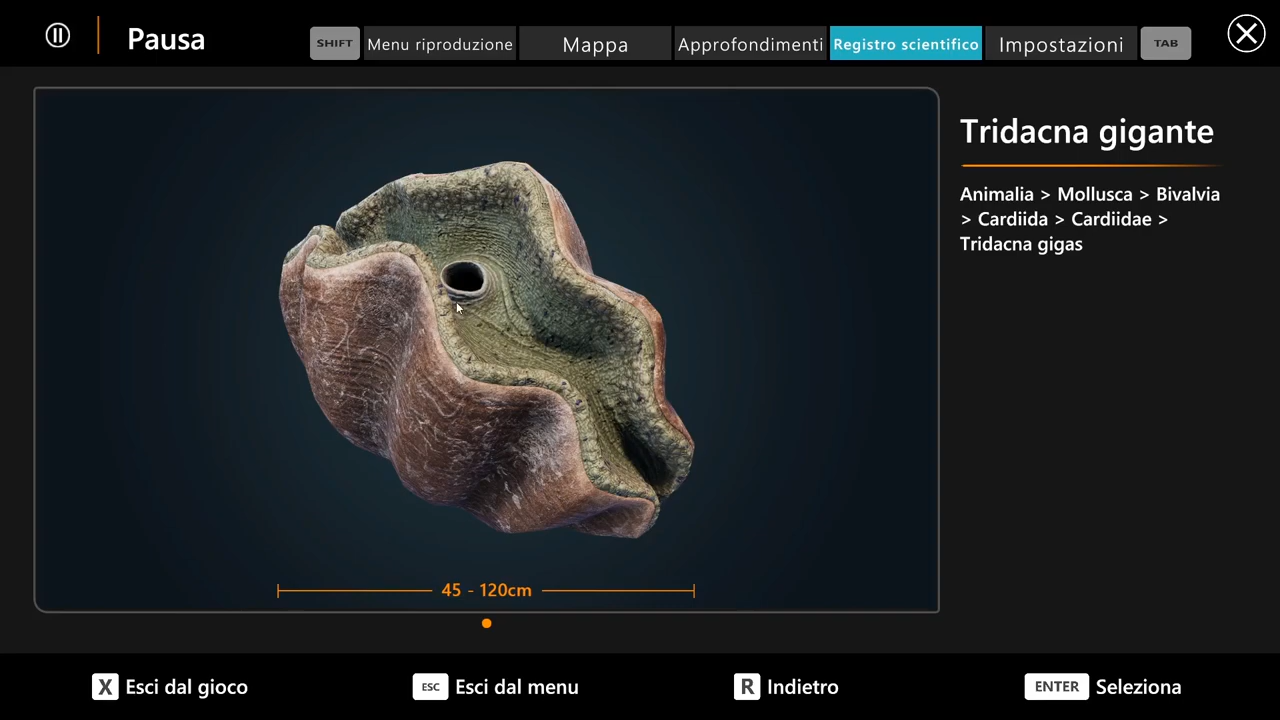 Pausa
SHIFT
Menu riproduzione
Mappa
Approfondimenti
Registro scientifico
Impostazioni
TAB
Tridacna gigante
Animalia > Mollusca > Bivalvia
> Cardiida > Cardiidae >
Tridacna gigas
45 - 120cm
X Esci dal gioco
ESC Esci dal menu
R Indietro
ENTER Seleziona